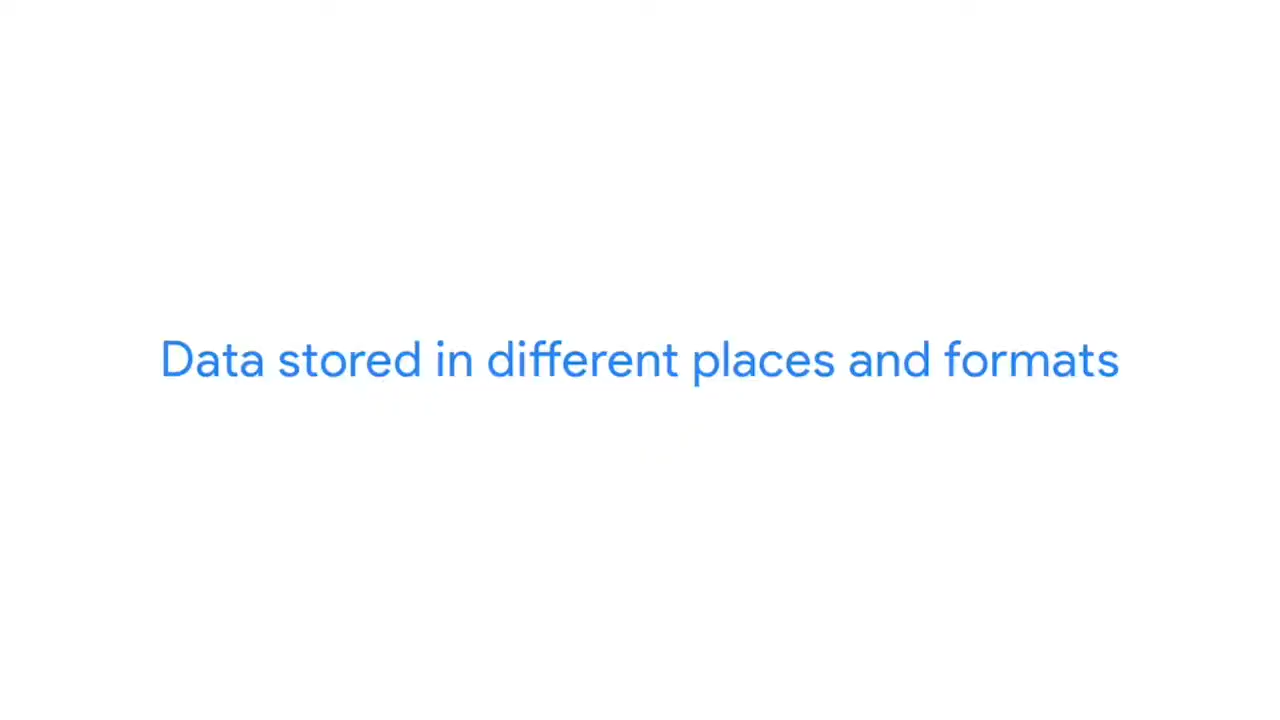 Data stored in different places and formats